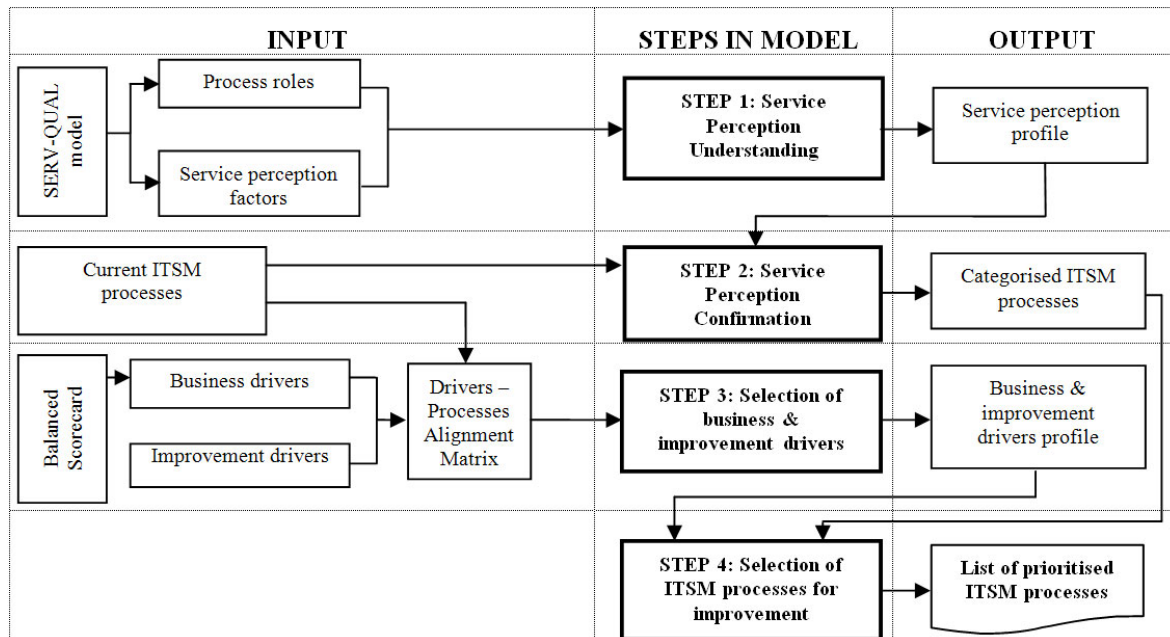 INPUT
STEPS IN MODEL
OUTPUT
SERV-QUAL
model
Process roles
Service perception
factors
STEP 1: Service
Perception
Understanding
Service perception
profile
Current ITSM
processes
STEP 2: Service
Perception
Confirmation
Categorised ITSM
processes
Balanced
Scorecard
Business drivers
Improvement drivers
Drivers –
Processes
Alignment
Matrix
STEP 3: Selection of
business &
improvement drivers
Business &
improvement
drivers profile
STEP 4: Selection of
ITSM processes for
improvement
List of prioritised
ITSM processes